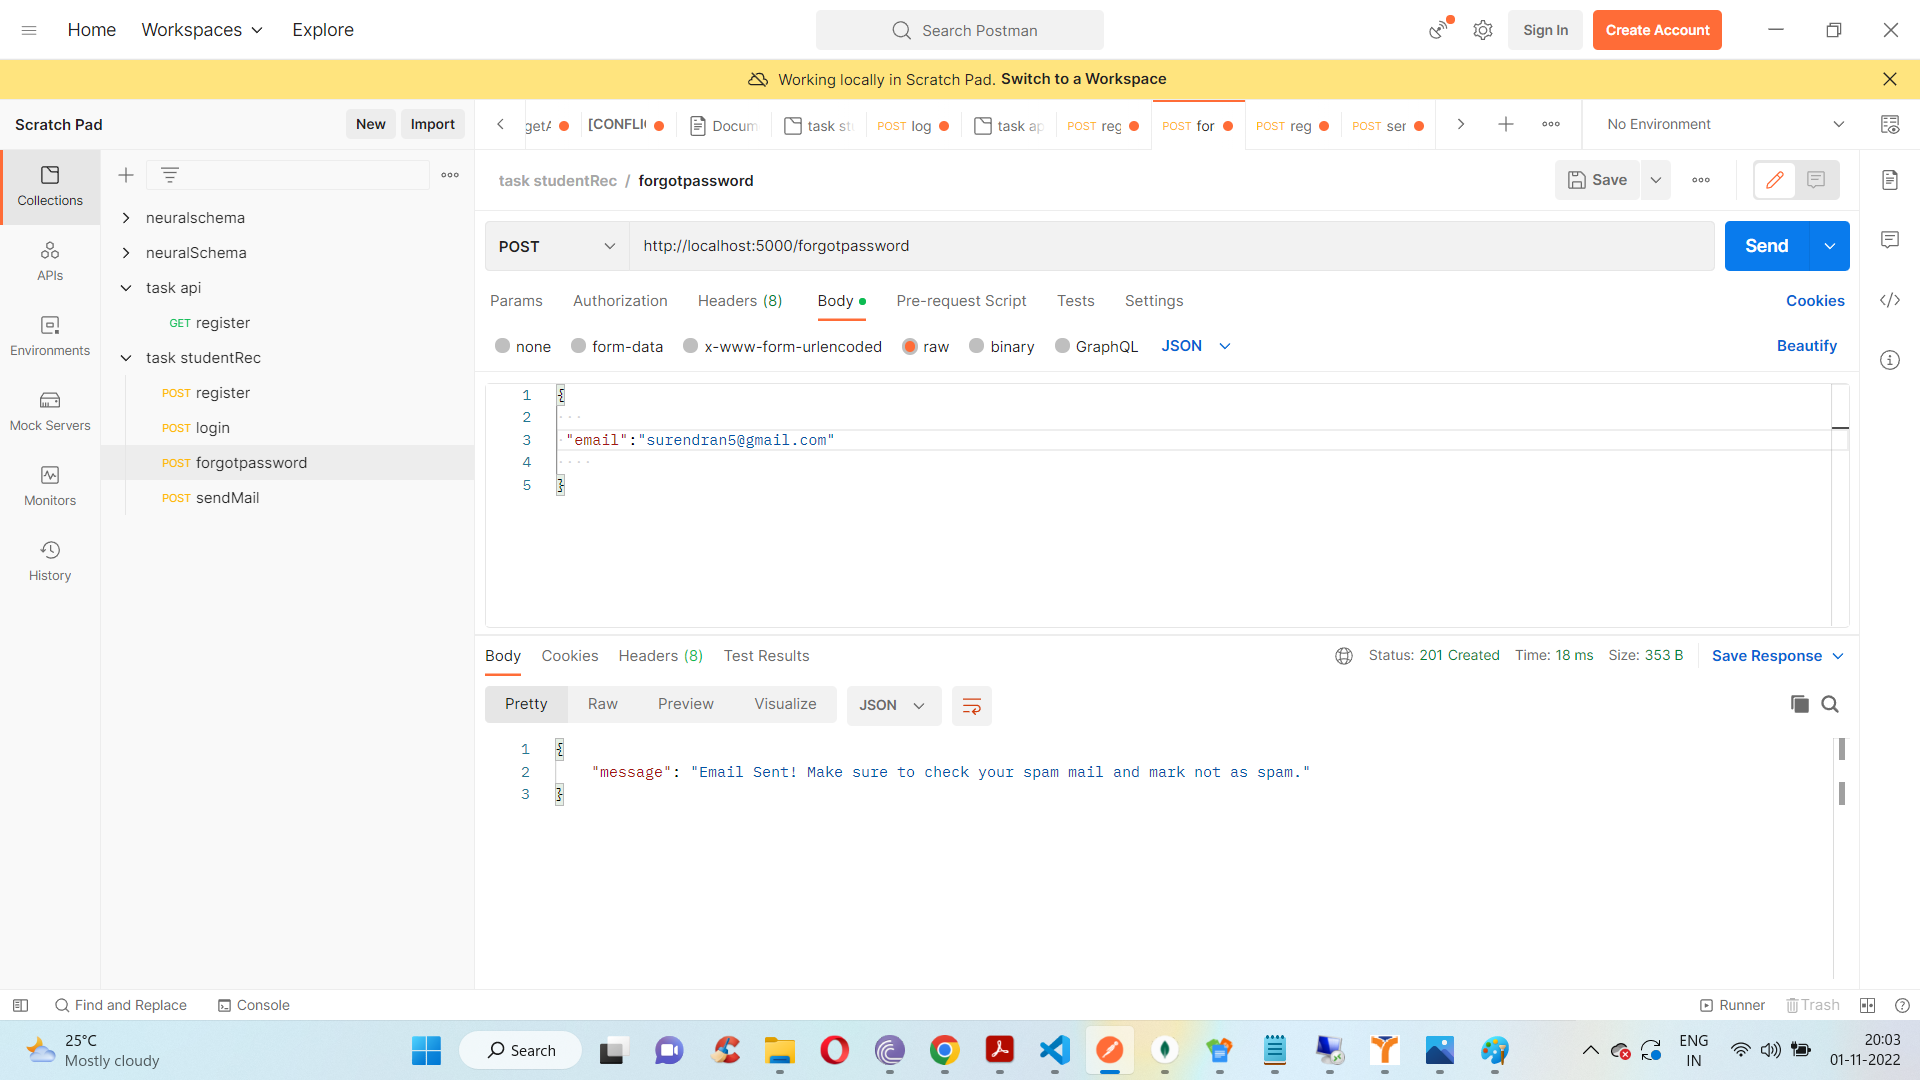 Home Workspaces Explore Search Postman Sign In Create Account
Working locally in Scratch Pad. Switch to a Workspace
Scratch Pad New Import
getA [CONFLI Docum task st POST log task ap POST reg POST for POST reg POST ser No Environment
Collections
APIs
Environments
Mock Servers
Monitors
History
neuralschema
neuralSchema
task api
GET register
task studentRec
POST register
POST login
POST forgotpassword
POST sendMail
task studentRec / forgotpassword Save
POST http://localhost:5000/forgotpassword Send
Params Authorization Headers (8) Body Pre-request Script Tests Settings Cookies
none form-data x-www-form-urlencoded raw binary GraphQL JSON Beautify
1 {
2
3 "email":"surendran5@gmail.com"
4
5 }
Body Cookies Headers (8) Test Results Status: 201 Created Time: 18 ms Size: 353 B Save Response
Pretty Raw Preview Visualize JSON
1 {
2 "message": "Email Sent! Make sure to check your spam mail and mark not as spam."
3 }
Find and Replace Console Runner Trash
25°C
Mostly cloudy
Search
ENG
IN
20:03
01-11-2022